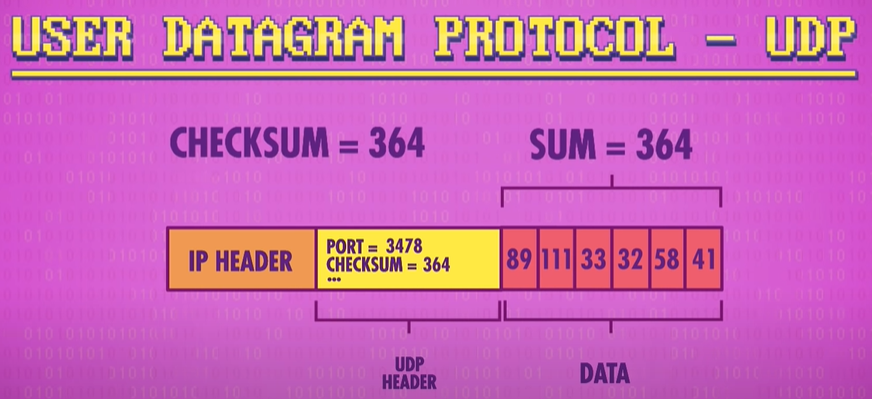 USER DATAGRAM PROTOCOL - UDP
CHECKSUM = 364
SUM = 364
IP HEADER
PORT = 3478
CHECKSUM = 364
...
89 111 33 32 58 41
UDP
HEADER
DATA